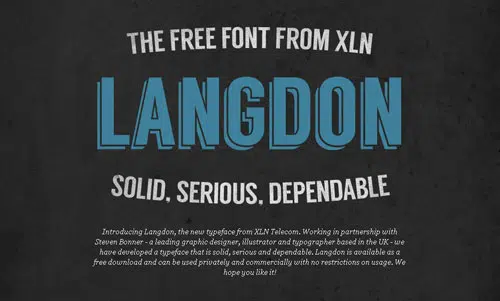 THE FREE FONT FROM XLN
LANGDON
SOLID, SERIOUS, DEPENDABLE
Introducing Langdon, the new typeface from XLN Telecom. Working in partnership with
Steven Bonner - a leading graphic designer, illustrator and typographer based in the UK - we
have developed a typeface that is solid, serious and dependable. Langdon is available as a
free download and can be used privately and commercially with no restrictions on usage. We
hope you like it!